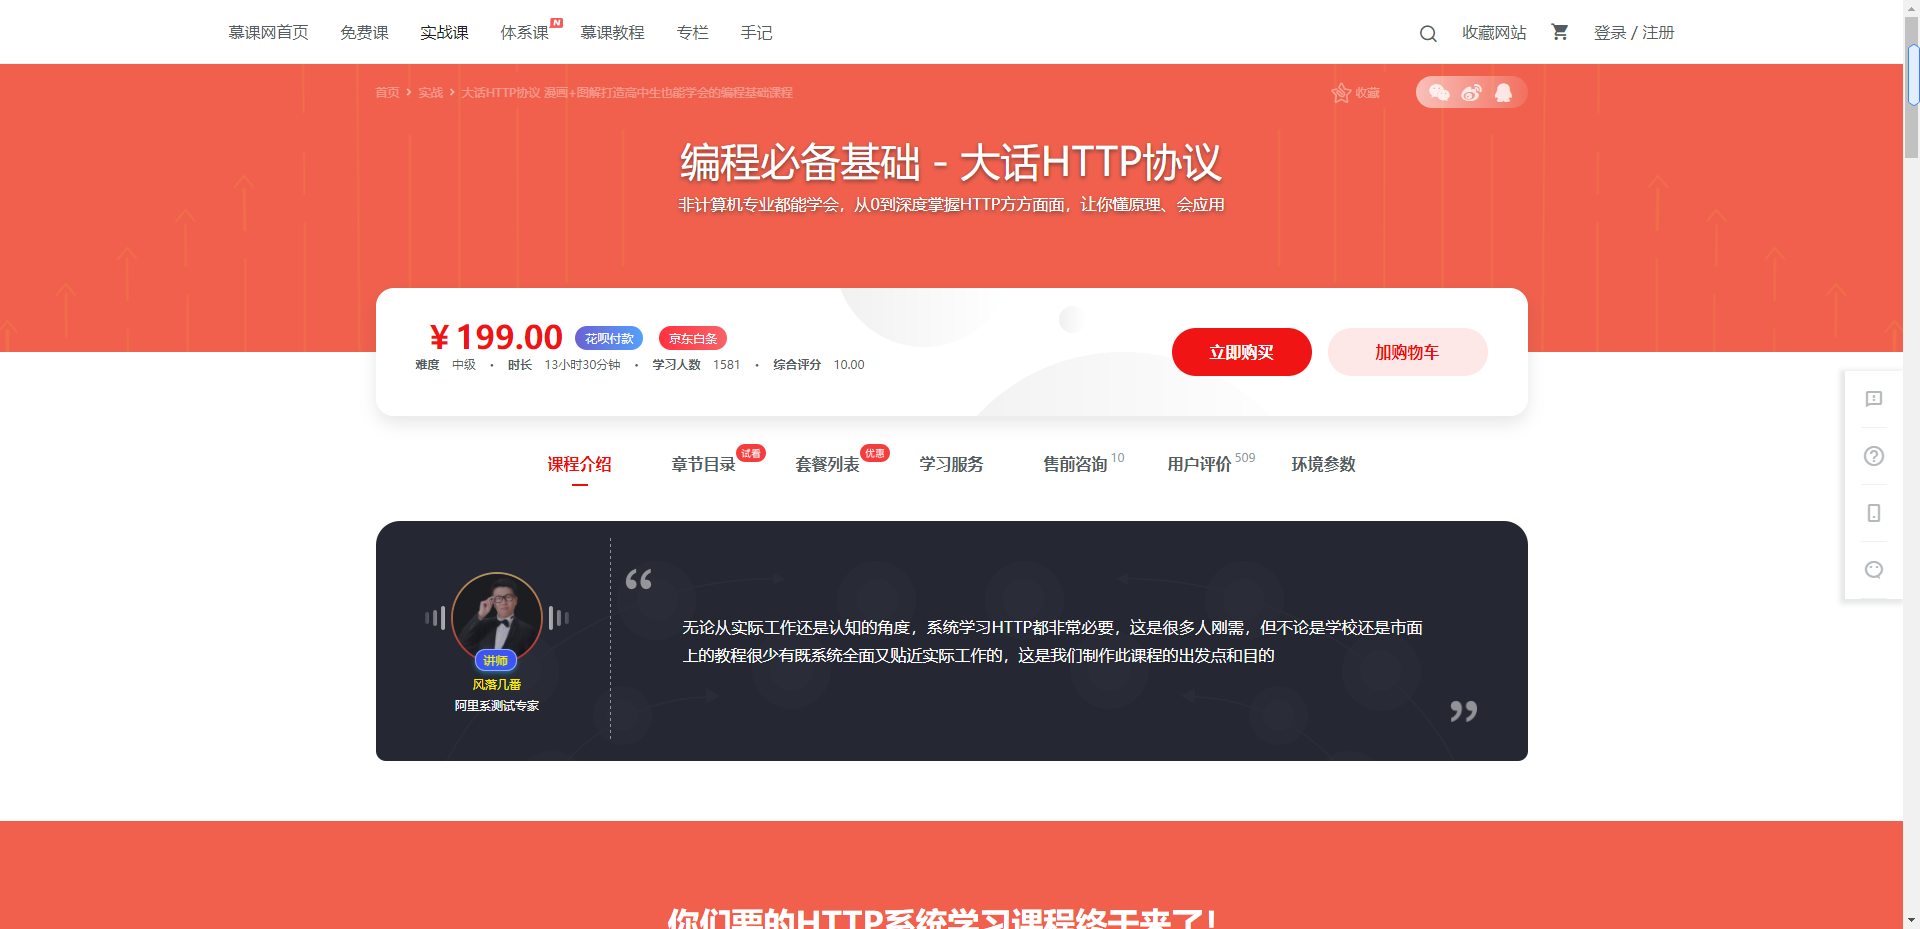 慕课网首页 免费课 实战课 体系课 N 慕课教程 专栏 手记 收藏网站 登录 / 注册
首页 > 实战 > 大话HTTP协议 漫画+图解打造高中生也能学会的编程基础课程 收藏
编程必备基础 - 大话HTTP协议
非计算机专业都能学会，从0到深度掌握HTTP方方面面，让你懂原理、会应用
￥199.00 花呗付款 京东白条
难度 中级 · 时长 13小时30分钟 · 学习人数 1581 · 综合评分 10.00
立即购买 加购物车
课程介绍 章节目录 试看 套餐列表 优惠 学习服务 售前咨询 10 用户评价 509 环境参数
“
无论从实际工作还是认知的角度，系统学习HTTP都非常必要，这是很多人刚需，但不论是学校还是市面
上的教程很少有既系统全面又贴近实际工作的，这是我们制作此课程的出发点和目的
”
讲师
风落几番
阿里系测试专家
你们要的HTTP系统学习课程终于来了！